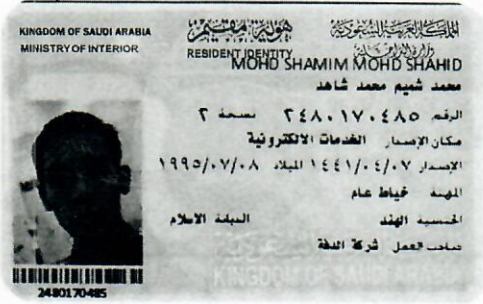 KINGDOM OF SAUDI ARABIA
MINISTRY OF INTERIOR
هوية مقيم
RESIDENT IDENTITY
المملكة العربية السعودية
وزارة الداخلية
MOHD SHAMIM MOHD SHAHID
محمد شميم محمد شاهد
الرقم ٢٤٨٠١٧٠٤٨٥ نسخة ٢
مكان الإصدار الخدمات الالكترونية
الإصدار ١٤٤١/٠٤/٠٧ الميلاد ١٩٩٥/٠٧/٠٨
المهنة خياط عام
الجنسية الهند الديانة الاسلام
صاحب العمل شركة الدفة
2480170485
KINGDOM OF SAUDI ARABIA